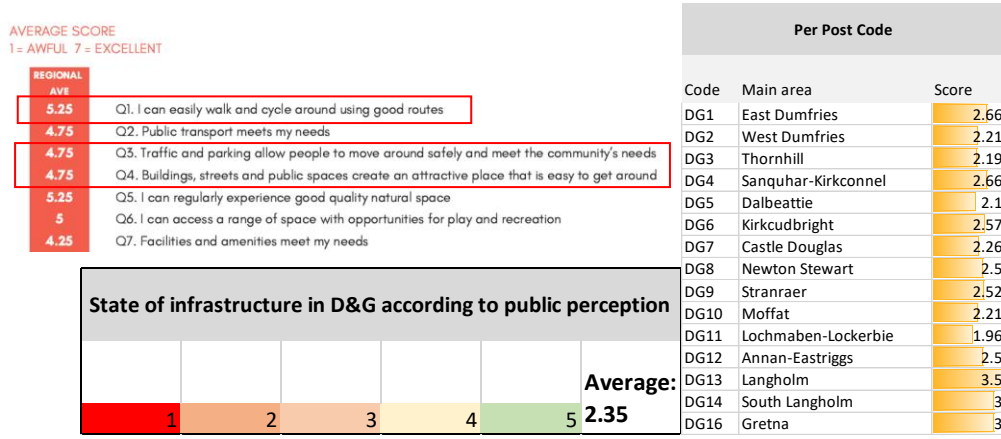 AVERAGE SCORE
1 = AWFUL 7 = EXCELLENT
REGIONAL
AVE
5.25 Q1. I can easily walk and cycle around using good routes
4.75 Q2. Public transport meets my needs
4.75 Q3. Traffic and parking allow people to move around safely and meet the community's needs
4.75 Q4. Buildings, streets and public spaces create an attractive place that is easy to get around
5.25 Q5. I can regularly experience good quality natural space
5 Q6. I can access a range of space with opportunities for play and recreation
4.25 Q7. Facilities and amenities meet my needs
State of infrastructure in D&G according to public perception
1 2 3 4 5 Average:
2.35
Per Post Code
Code Main area Score
DG1 East Dumfries 2.66
DG2 West Dumfries 2.21
DG3 Thornhill 2.19
DG4 Sanquhar-Kirkconnel 2.66
DG5 Dalbeattie 2.1
DG6 Kirkcudbright 2.57
DG7 Castle Douglas 2.26
DG8 Newton Stewart 2.5
DG9 Stranraer 2.52
DG10 Moffat 2.21
DG11 Lochmaben-Lockerbie 1.96
DG12 Annan-Eastriggs 2.5
DG13 Langholm 3.5
DG14 South Langholm 3
DG16 Gretna 3